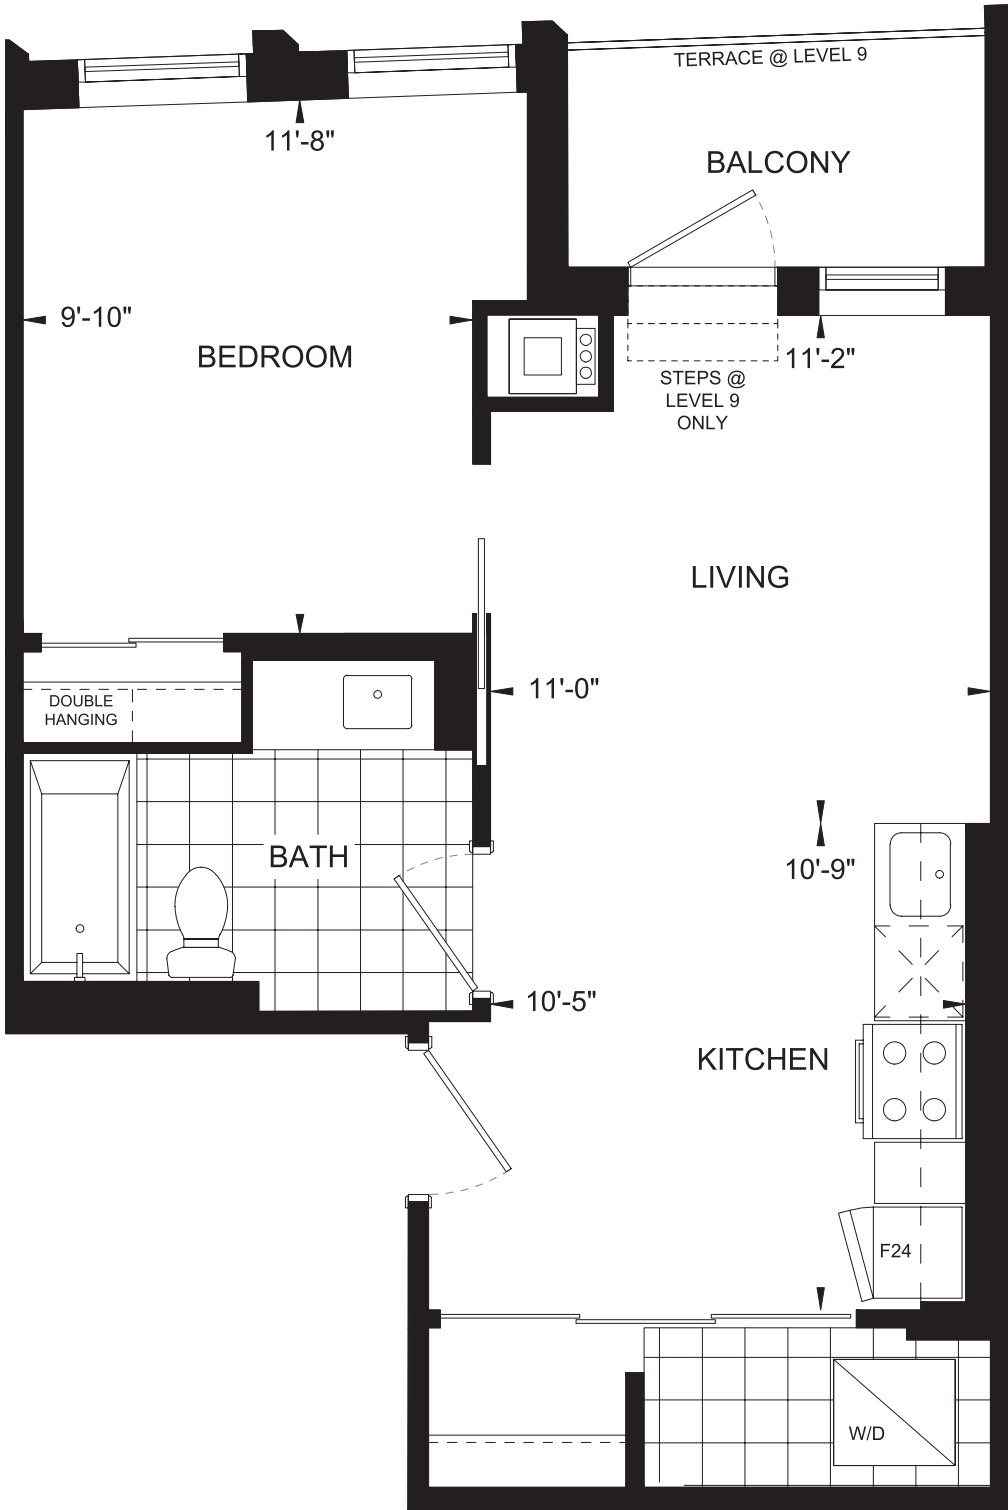 TERRACE @ LEVEL 9
11'-8"
BALCONY
9'-10"
BEDROOM
11'-2"
STEPS @
LEVEL 9
ONLY
LIVING
11'-0"
DOUBLE
HANGING
BATH
10'-9"
10'-5"
KITCHEN
F24
W/D